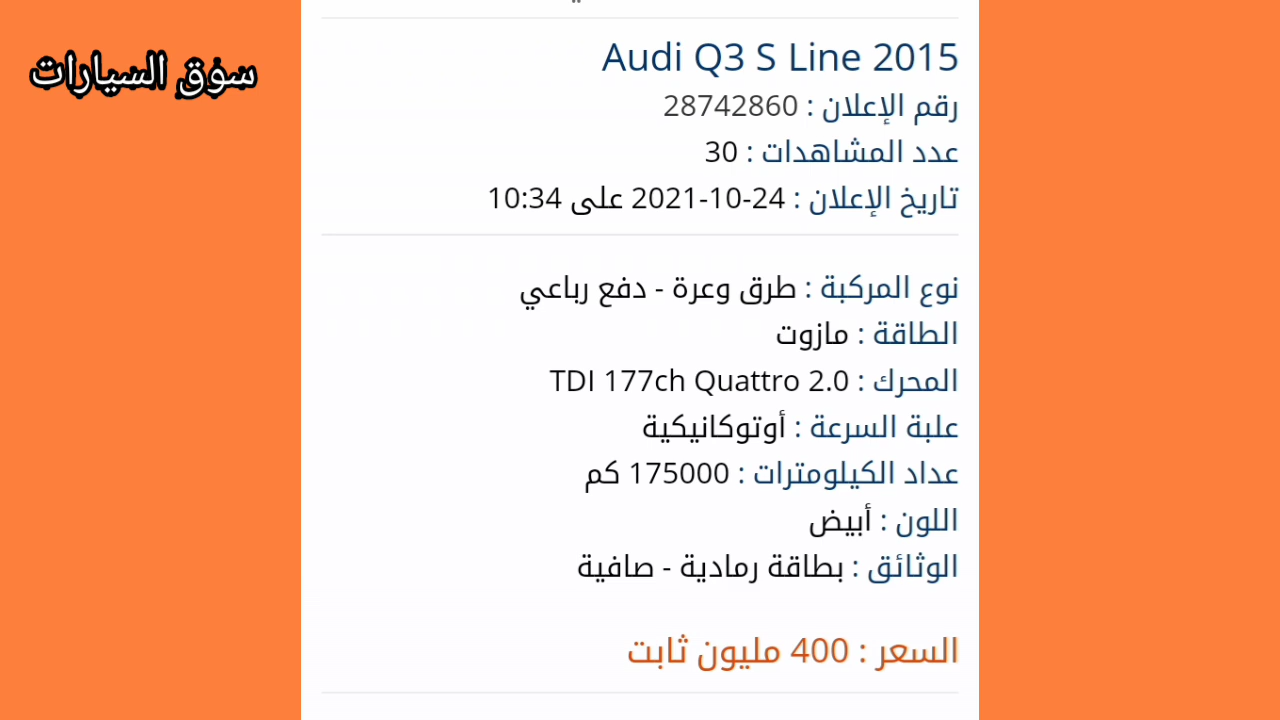 سوق السيارات
Audi Q3 S Line 2015
رقم الإعلان : 28742860
عدد المشاهدات : 30
تاريخ الإعلان : 24-10-2021 على 10:34
نوع المركبة : طرق وعرة - دفع رباعي
الطاقة : مازوت
المحرك : 2.0 TDI 177ch Quattro
علبة السرعة : أوتوكانيكية
عداد الكيلومترات : 175000 كم
اللون : أبيض
الوثائق : بطاقة رمادية - صافية
السعر : 400 مليون ثابت